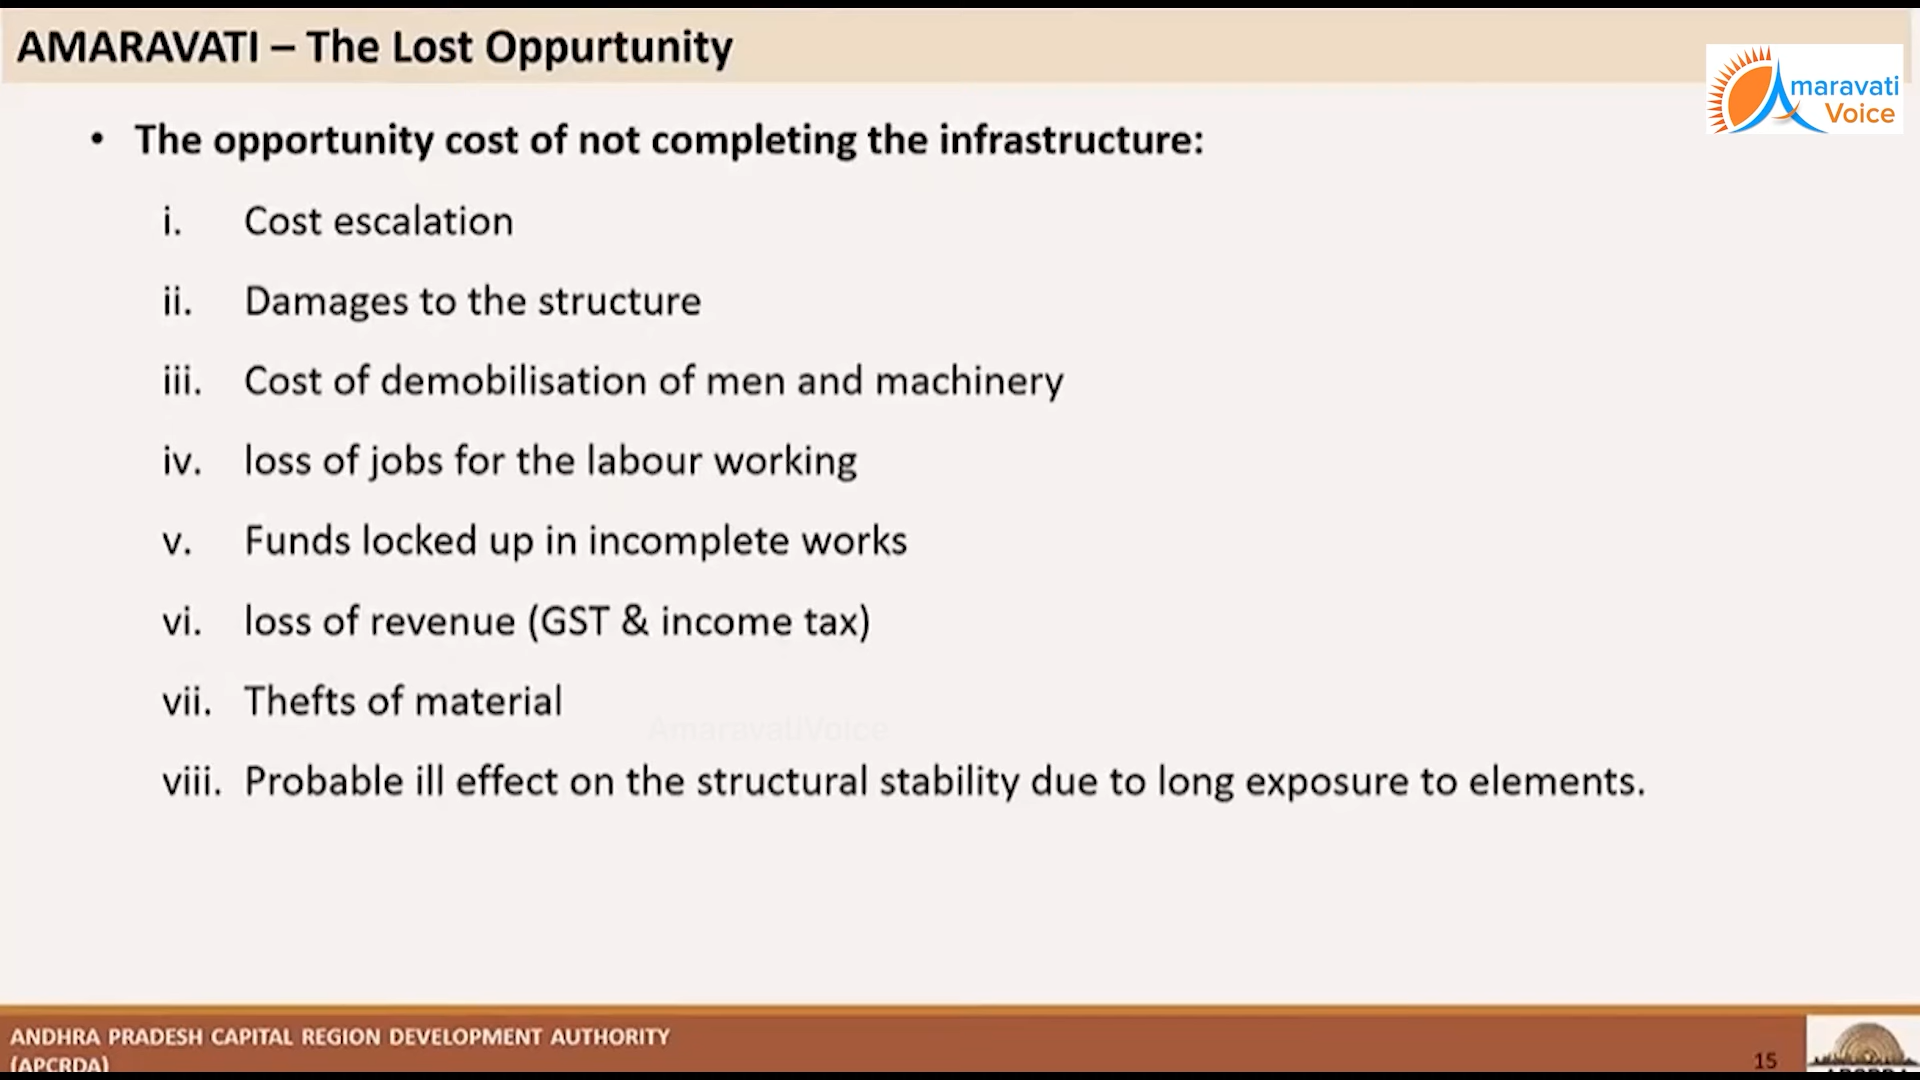 AMARAVATI – The Lost Oppurtunity
Amaravati
Voice
• The opportunity cost of not completing the infrastructure:
i. Cost escalation
ii. Damages to the structure
iii. Cost of demobilisation of men and machinery
iv. loss of jobs for the labour working
v. Funds locked up in incomplete works
vi. loss of revenue (GST & income tax)
vii. Thefts of material
AmaravatiVoice
viii. Probable ill effect on the structural stability due to long exposure to elements.
ANDHRA PRADESH CAPITAL REGION DEVELOPMENT AUTHORITY
(APCRDA)
15